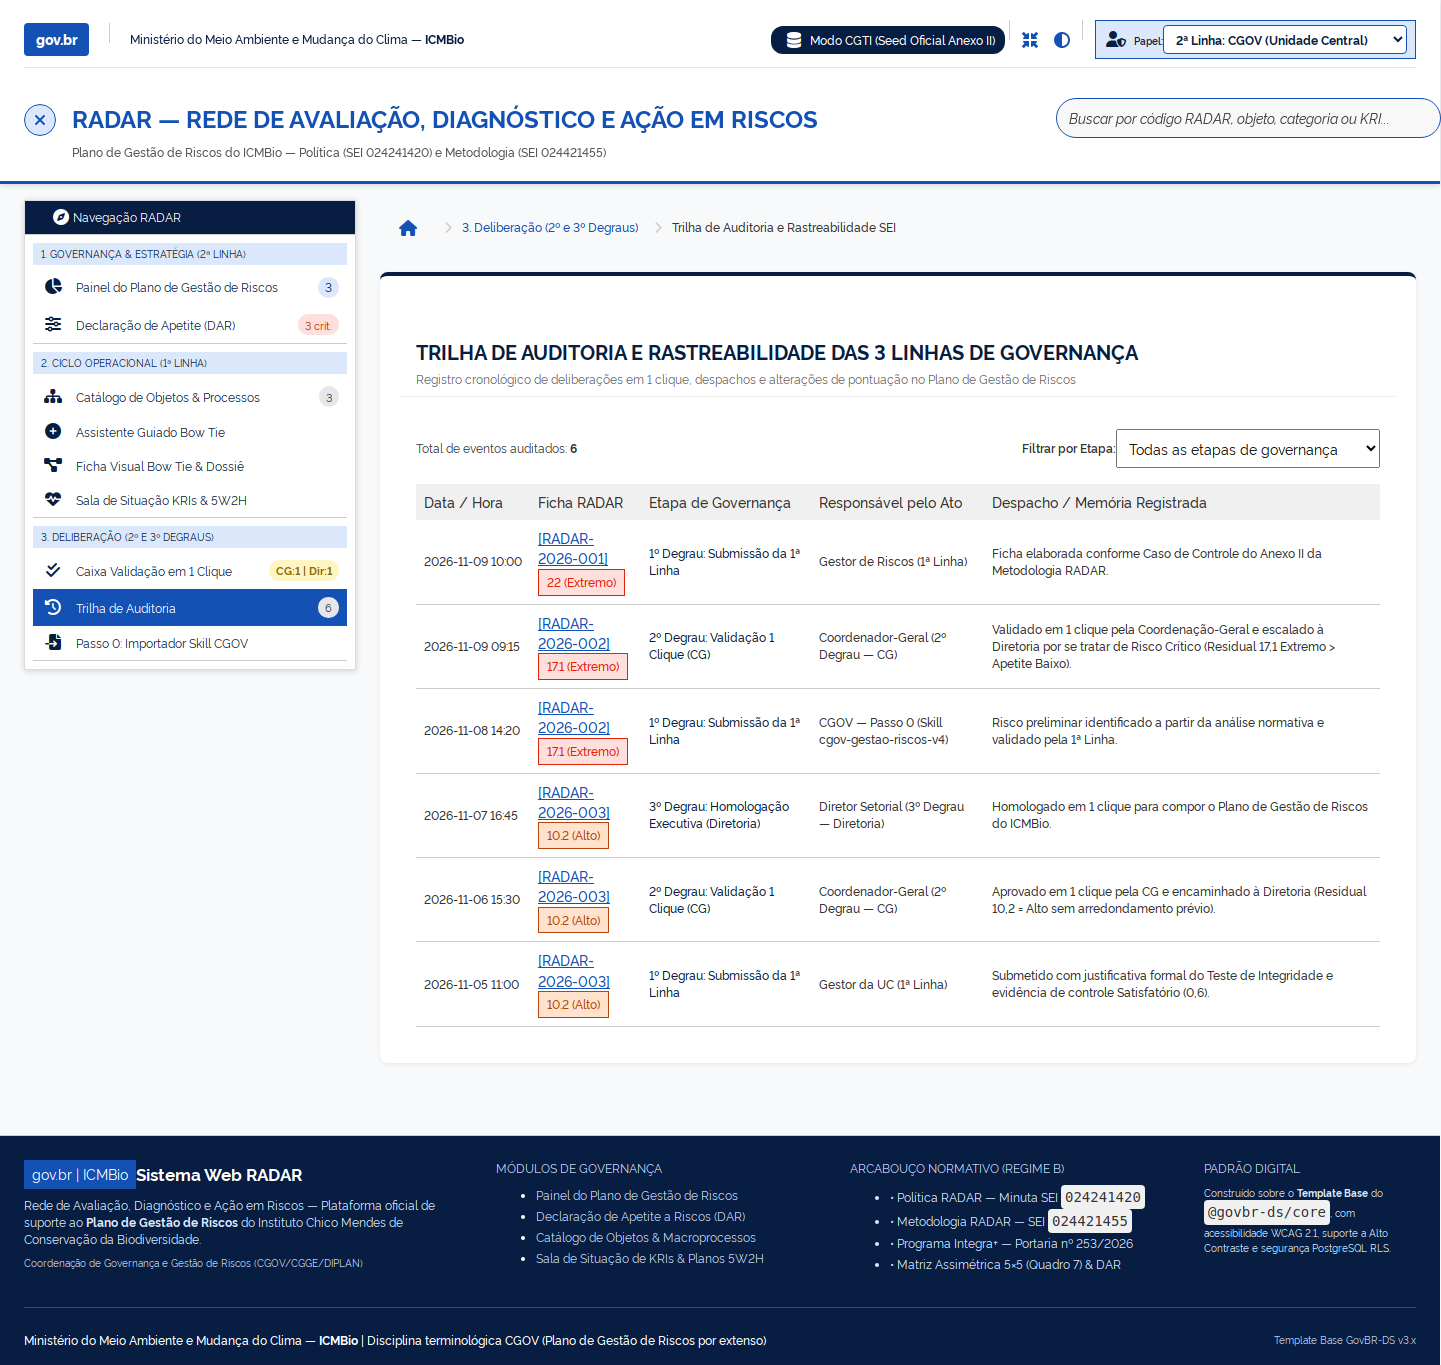 gov.br
Ministério do Meio Ambiente e Mudança do Clima — ICMBio
Modo CGTI (Seed Oficial Anexo II)
Papel:
2ª Linha: CGOV (Unidade Central)
RADAR — REDE DE AVALIAÇÃO, DIAGNÓSTICO E AÇÃO EM RISCOS
Plano de Gestão de Riscos do ICMBio — Política (SEI 024241420) e Metodologia (SEI 024421455)
Buscar por código RADAR, objeto, categoria ou KRI...
Navegação RADAR
1. GOVERNANÇA & ESTRATÉGIA (2ª LINHA)
Painel do Plano de Gestão de Riscos 3
Declaração de Apetite (DAR) 3 crit.
2. CICLO OPERACIONAL (1ª LINHA)
Catálogo de Objetos & Processos 3
Assistente Guiado Bow Tie
Ficha Visual Bow Tie & Dossiê
Sala de Situação KRIs & 5W2H
3. DELIBERAÇÃO (2º E 3º DEGRAUS)
Caixa Validação em 1 Clique CG:1 | Dir:1
Trilha de Auditoria 6
Passo 0: Importador Skill CGOV
3. Deliberação (2º e 3º Degraus)
Trilha de Auditoria e Rastreabilidade SEI
TRILHA DE AUDITORIA E RASTREABILIDADE DAS 3 LINHAS DE GOVERNANÇA
Registro cronológico de deliberações em 1 clique, despachos e alterações de pontuação no Plano de Gestão de Riscos
Total de eventos auditados: 6
Filtrar por Etapa: Todas as etapas de governança
Data / Hora Ficha RADAR Etapa de Governança Responsável pelo Ato Despacho / Memória Registrada
2026-11-09 10:00
[RADAR-
2026-001]
22 (Extremo)
1º Degrau: Submissão da 1ª
Linha
Gestor de Riscos (1ª Linha)
Ficha elaborada conforme Caso de Controle do Anexo II da
Metodologia RADAR.
2026-11-09 09:15
[RADAR-
2026-002]
17.1 (Extremo)
2º Degrau: Validação 1
Clique (CG)
Coordenador-Geral (2º
Degrau — CG)
Validado em 1 clique pela Coordenação-Geral e escalado à
Diretoria por se tratar de Risco Crítico (Residual 17,1 Extremo >
Apetite Baixo).
2026-11-08 14:20
[RADAR-
2026-002]
17.1 (Extremo)
1º Degrau: Submissão da 1ª
Linha
CGOV — Passo 0 (Skill
cgov-gestao-riscos-v4)
Risco preliminar identificado a partir da análise normativa e
validado pela 1ª Linha.
2026-11-07 16:45
[RADAR-
2026-003]
10.2 (Alto)
3º Degrau: Homologação
Executiva (Diretoria)
Diretor Setorial (3º Degrau
— Diretoria)
Homologado em 1 clique para compor o Plano de Gestão de Riscos
do ICMBio.
2026-11-06 15:30
[RADAR-
2026-003]
10.2 (Alto)
2º Degrau: Validação 1
Clique (CG)
Coordenador-Geral (2º
Degrau — CG)
Aprovado em 1 clique pela CG e encaminhado à Diretoria (Residual
10,2 = Alto sem arredondamento prévio).
2026-11-05 11:00
[RADAR-
2026-003]
10.2 (Alto)
1º Degrau: Submissão da 1ª
Linha
Gestor da UC (1ª Linha)
Submetido com justificativa formal do Teste de Integridade e
evidência de controle Satisfatório (0,6).
gov.br | ICMBio Sistema Web RADAR
Rede de Avaliação, Diagnóstico e Ação em Riscos — Plataforma oficial de
suporte ao Plano de Gestão de Riscos do Instituto Chico Mendes de
Conservação da Biodiversidade.
Coordenação de Governança e Gestão de Riscos (CGOV/CGGE/DIPLAN)
MÓDULOS DE GOVERNANÇA
• Painel do Plano de Gestão de Riscos
• Declaração de Apetite a Riscos (DAR)
• Catálogo de Objetos & Macroprocessos
• Sala de Situação de KRIs & Planos 5W2H
ARCABOUÇO NORMATIVO (REGIME B)
• • Política RADAR — Minuta SEI 024241420
• • Metodologia RADAR — SEI 024421455
• • Programa Integra+ — Portaria nº 253/2026
• • Matriz Assimétrica 5×5 (Quadro 7) & DAR
PADRÃO DIGITAL
Construído sobre o Template Base do
@govbr-ds/core, com
acessibilidade WCAG 2.1, suporte a Alto
Contraste e segurança PostgreSQL RLS.
Ministério do Meio Ambiente e Mudança do Clima — ICMBio | Disciplina terminológica CGOV (Plano de Gestão de Riscos por extenso)
Template Base GovBR-DS v3.x